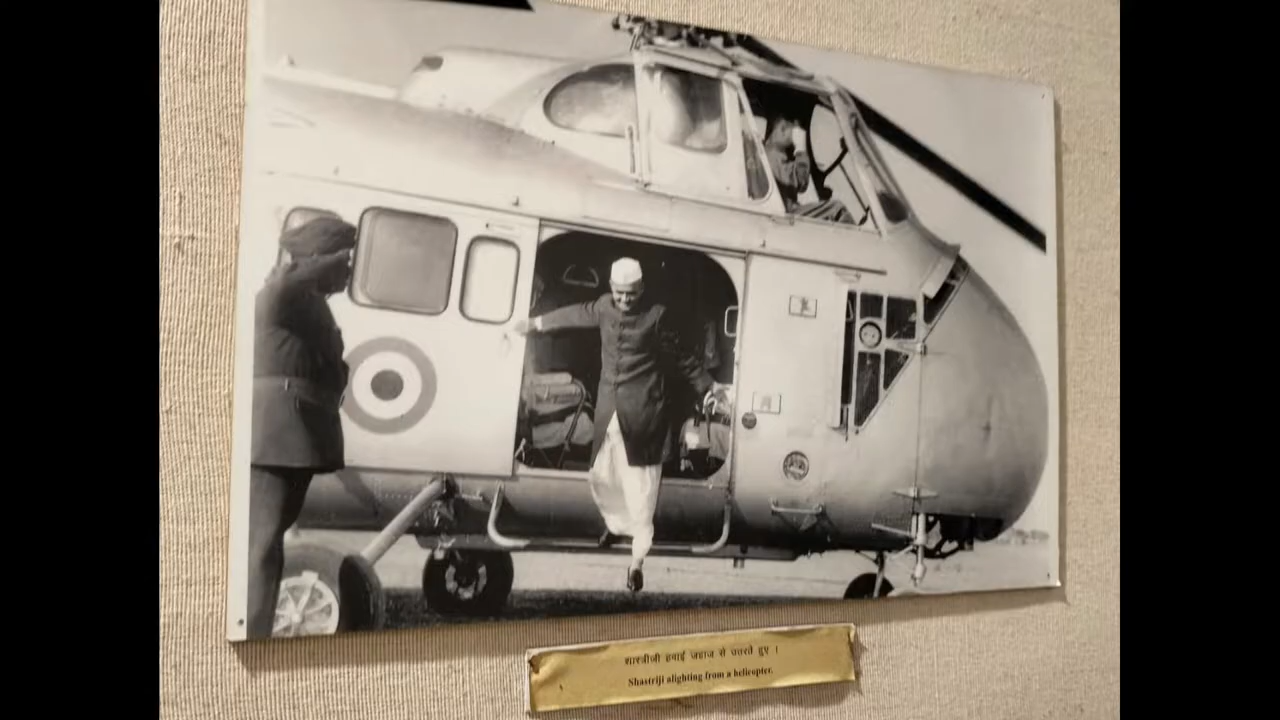 शास्त्रीजी हवाई जहाज से उतरते हुए ।
Shastriji alighting from a helicopter.